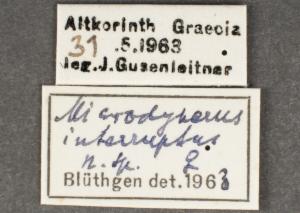 Altkorinth Graecia
31.5.1963
leg.J.Gusenleitner
Microdynerus
interruptus
n. sp. ♀
Blüthgen det.1963